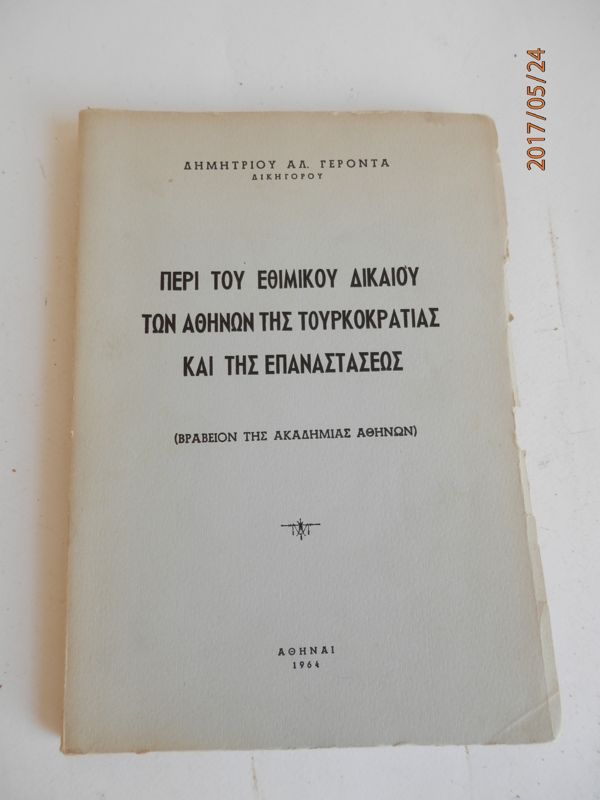 ΔΗΜΗΤΡΙΟΥ ΑΛ. ΓΕΡΟΝΤΑ
ΔΙΚΗΓΟΡΟΥ
ΠΕΡΙ ΤΟΥ ΕΘΙΜΙΚΟΥ ΔΙΚΑΙΟΥ
ΤΩΝ ΑΘΗΝΩΝ ΤΗΣ ΤΟΥΡΚΟΚΡΑΤΙΑΣ
ΚΑΙ ΤΗΣ ΕΠΑΝΑΣΤΑΣΕΩΣ
(ΒΡΑΒΕΙΟΝ ΤΗΣ ΑΚΑΔΗΜΙΑΣ ΑΘΗΝΩΝ)
ΑΘΗΝΑΙ
1964
2017/05/24